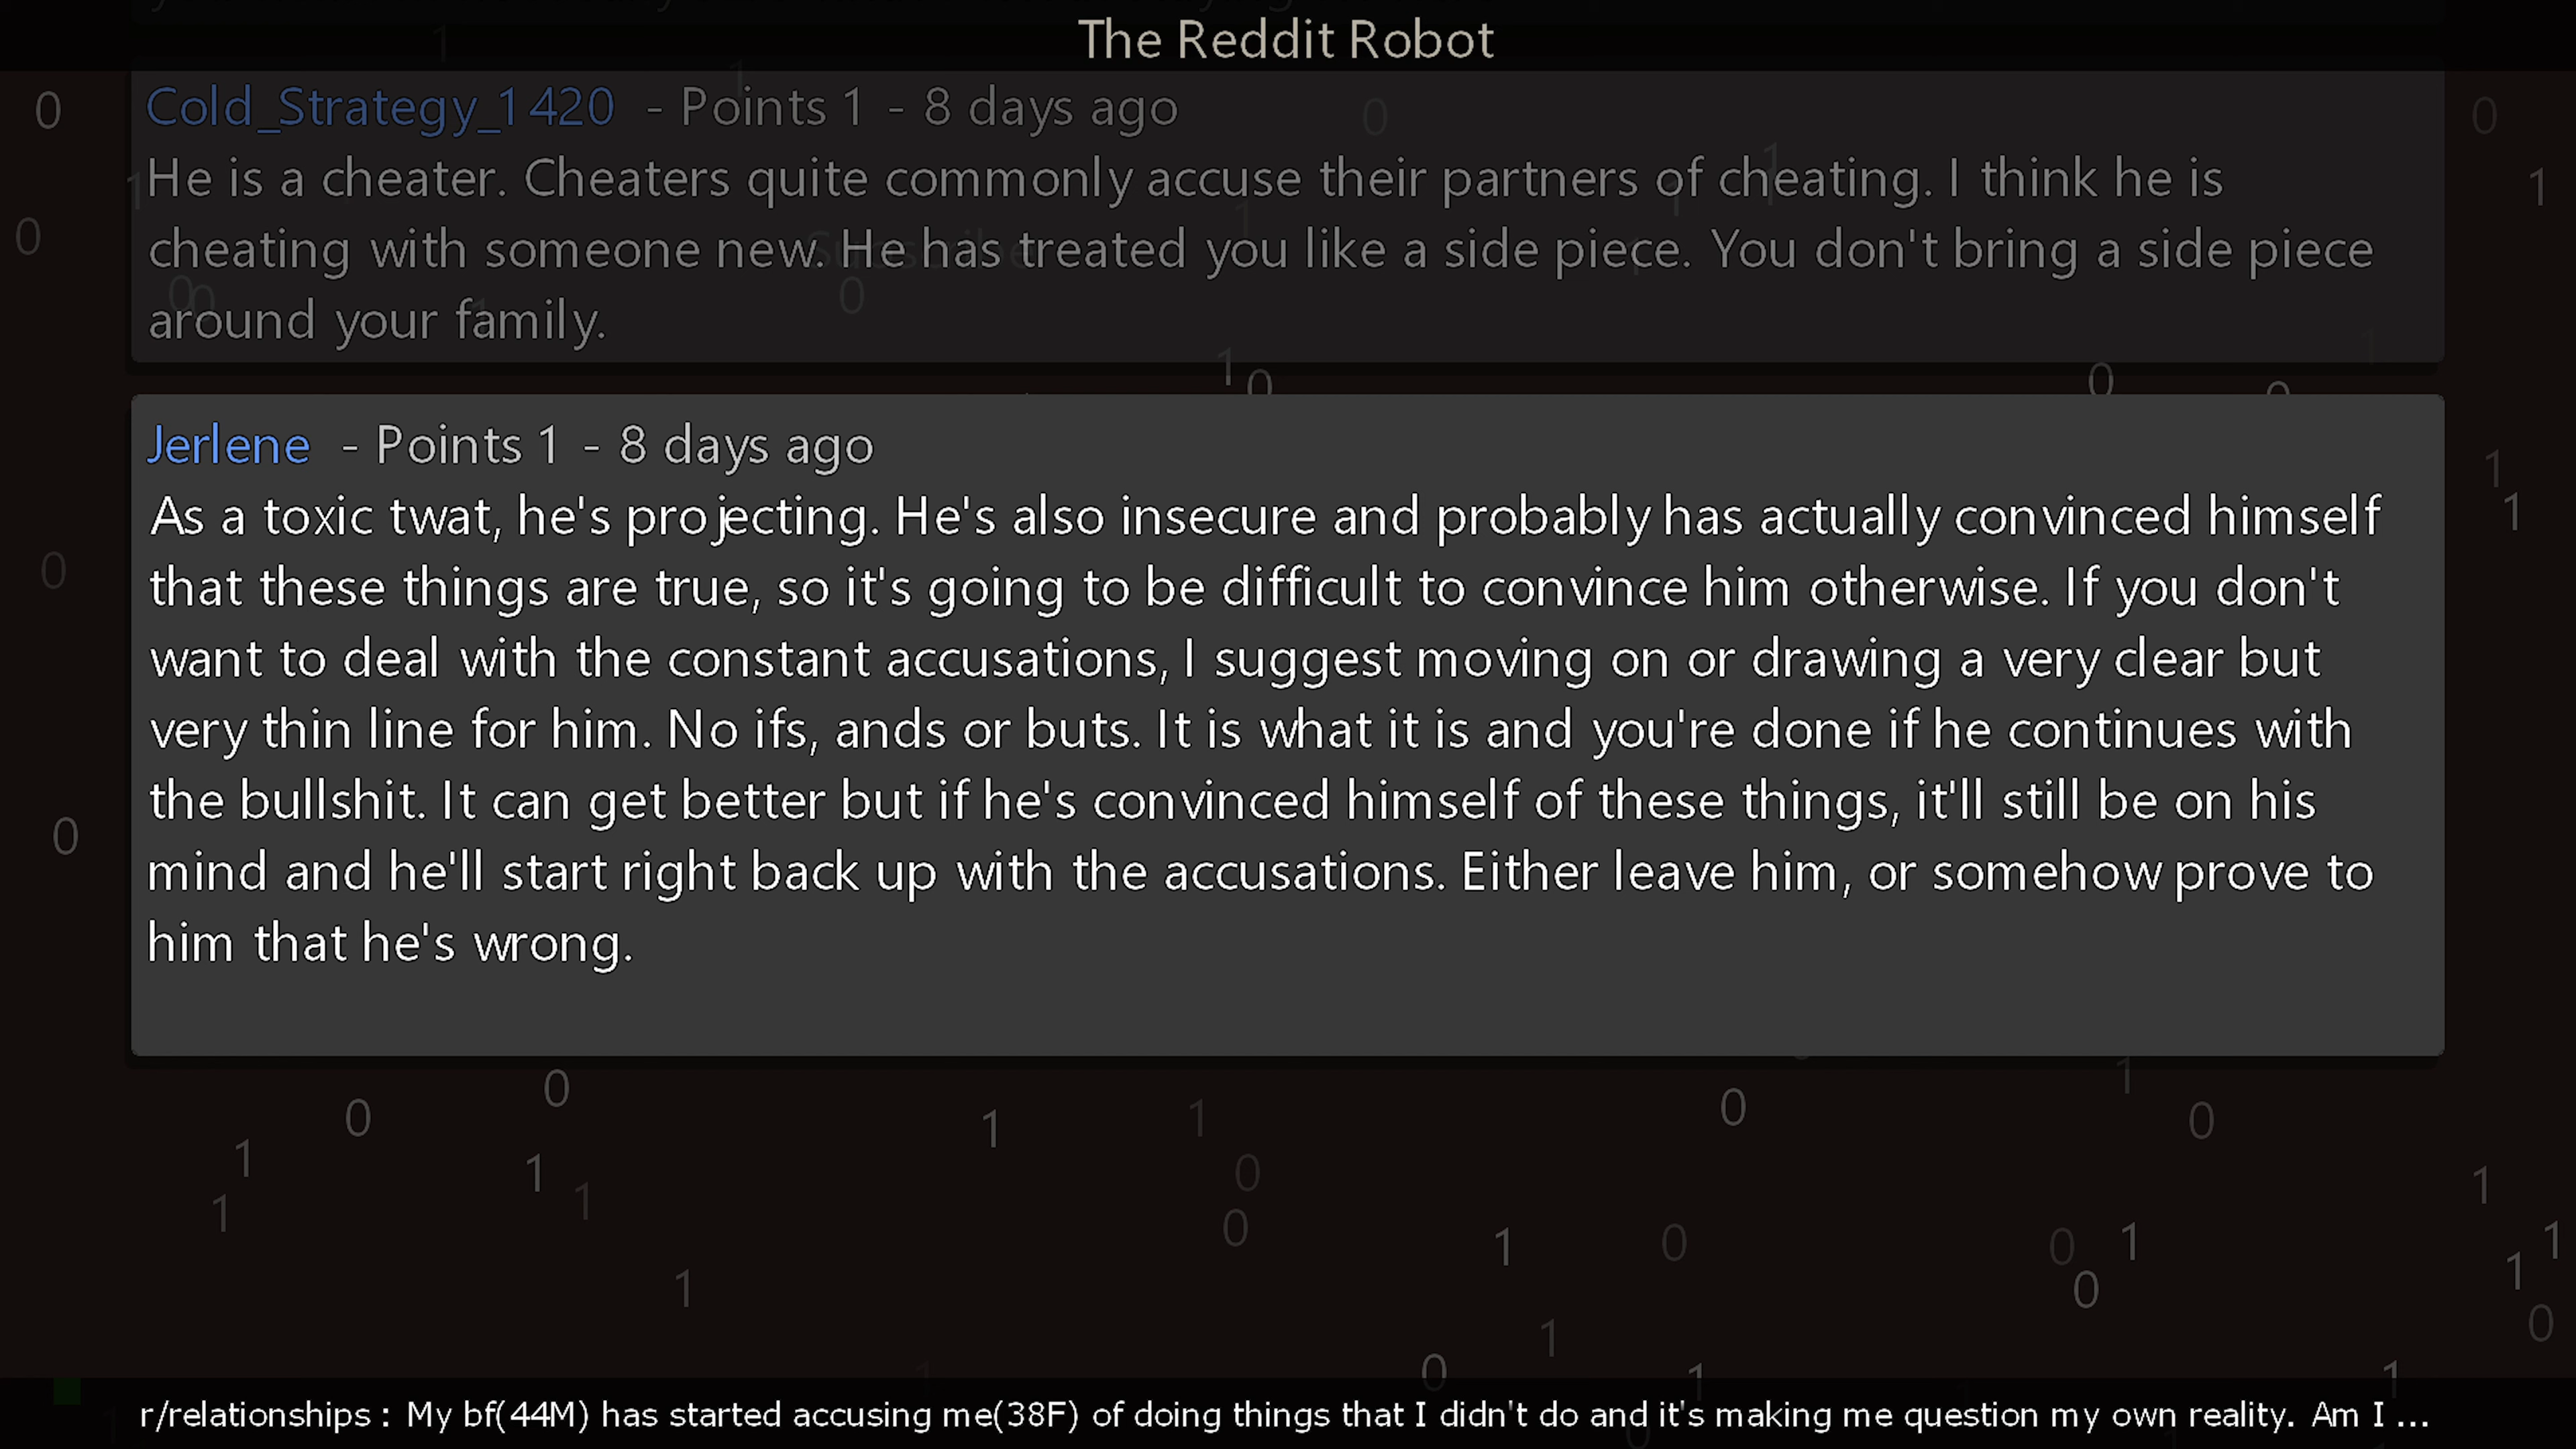 The Reddit Robot
Cold_Strategy_1420 - Points 1 - 8 days ago
He is a cheater. Cheaters quite commonly accuse their partners of cheating. I think he is
cheating with someone new. He has treated you like a side piece. You don't bring a side piece
around your family.
Jerlene - Points 1 - 8 days ago
As a toxic twat, he's projecting. He's also insecure and probably has actually convinced himself
that these things are true, so it's going to be difficult to convince him otherwise. If you don't
want to deal with the constant accusations, I suggest moving on or drawing a very clear but
very thin line for him. No ifs, ands or buts. It is what it is and you're done if he continues with
the bullshit. It can get better but if he's convinced himself of these things, it'll still be on his
mind and he'll start right back up with the accusations. Either leave him, or somehow prove to
him that he's wrong.
r/relationships : My bf(44M) has started accusing me(38F) of doing things that I didn't do and it's making me question my own reality. Am I ...